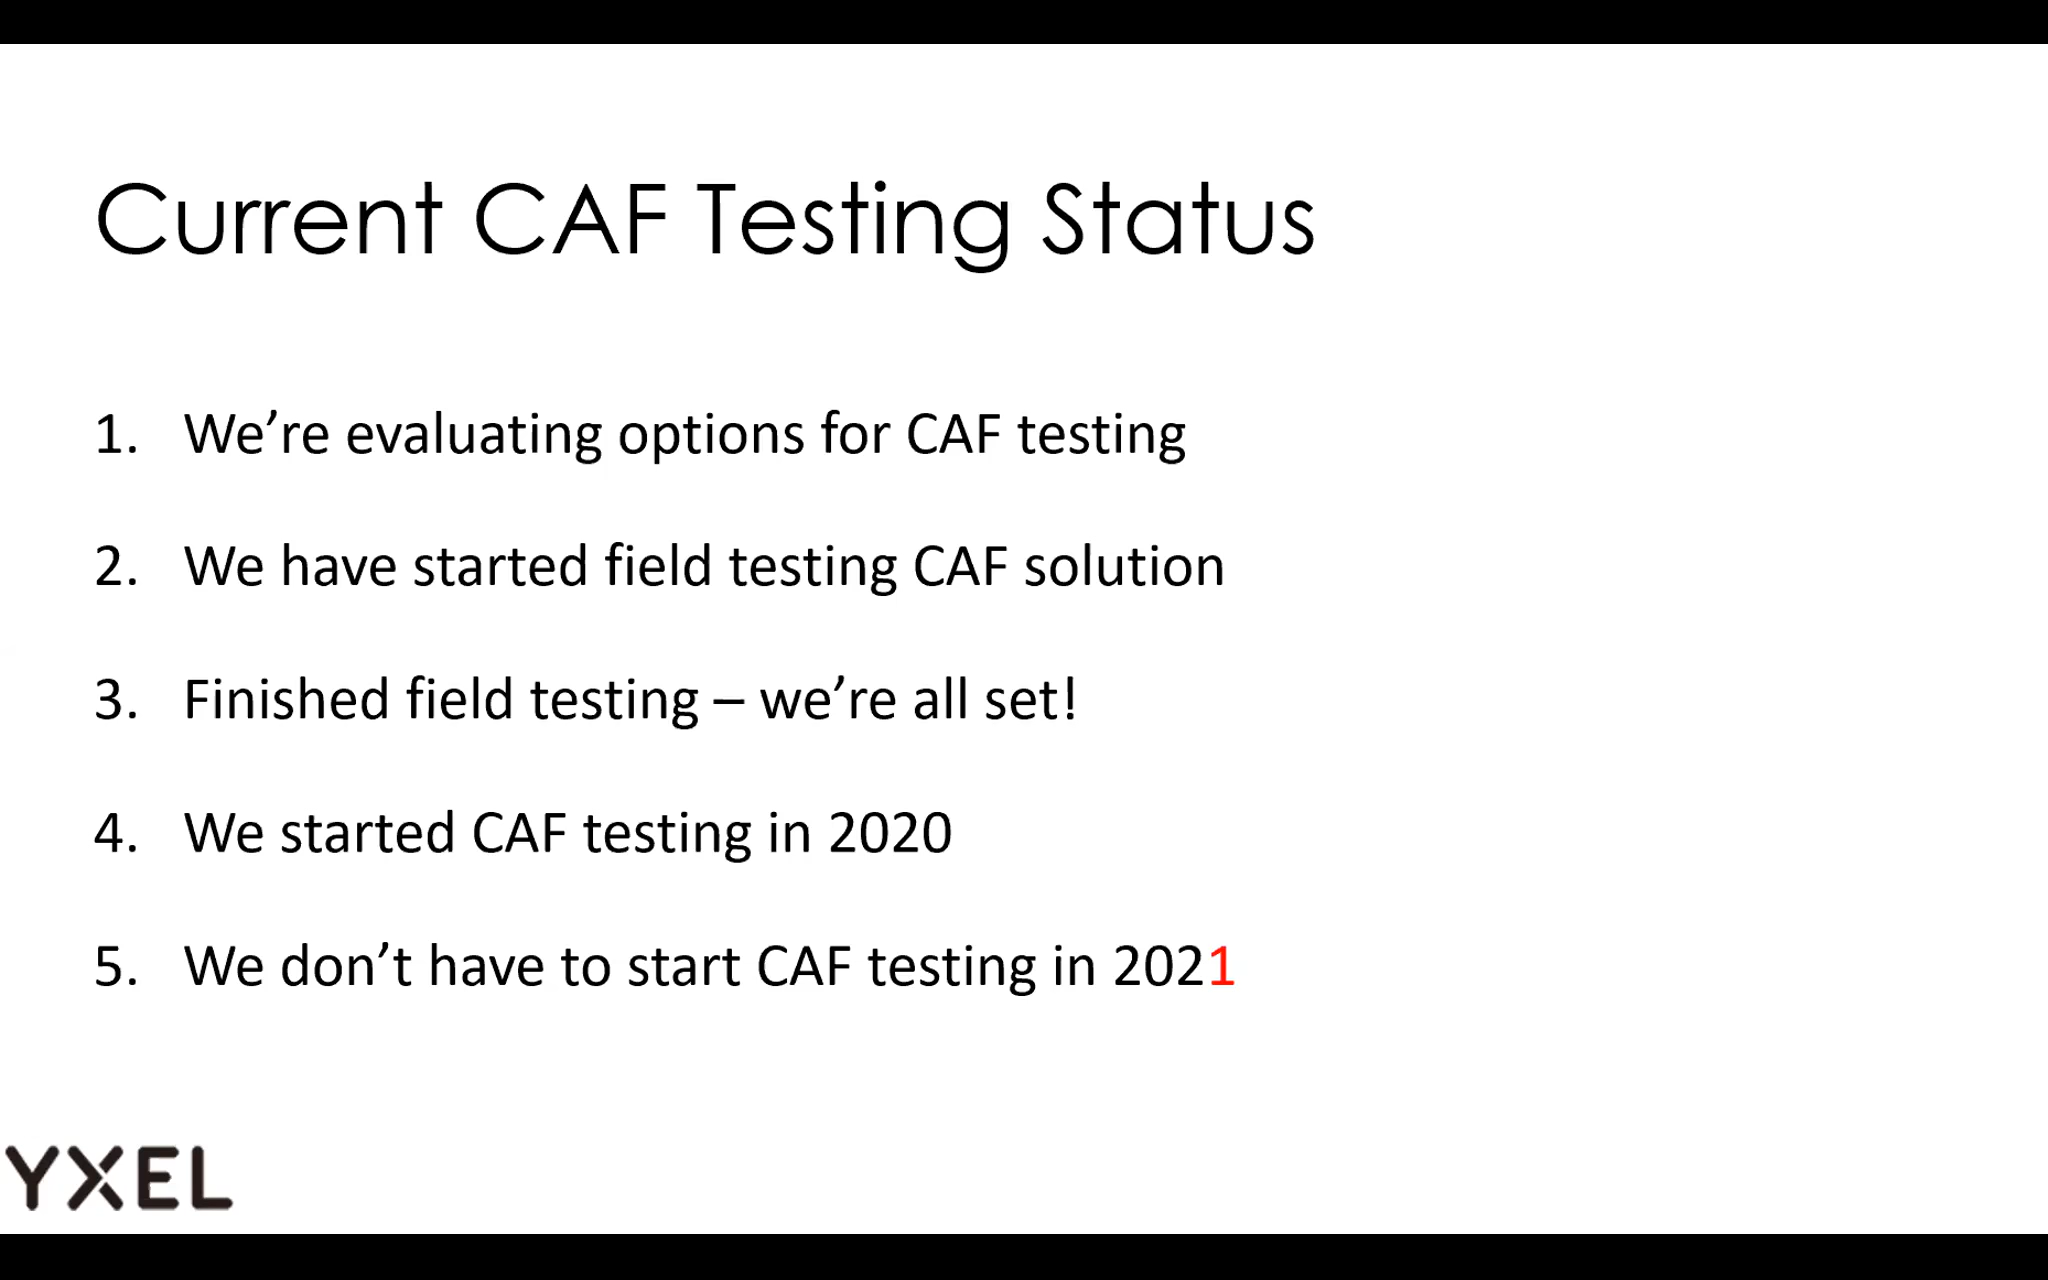 Current CAF Testing Status
1. We’re evaluating options for CAF testing
2. We have started field testing CAF solution
3. Finished field testing – we’re all set!
4. We started CAF testing in 2020
5. We don’t have to start CAF testing in 2021
YXEL